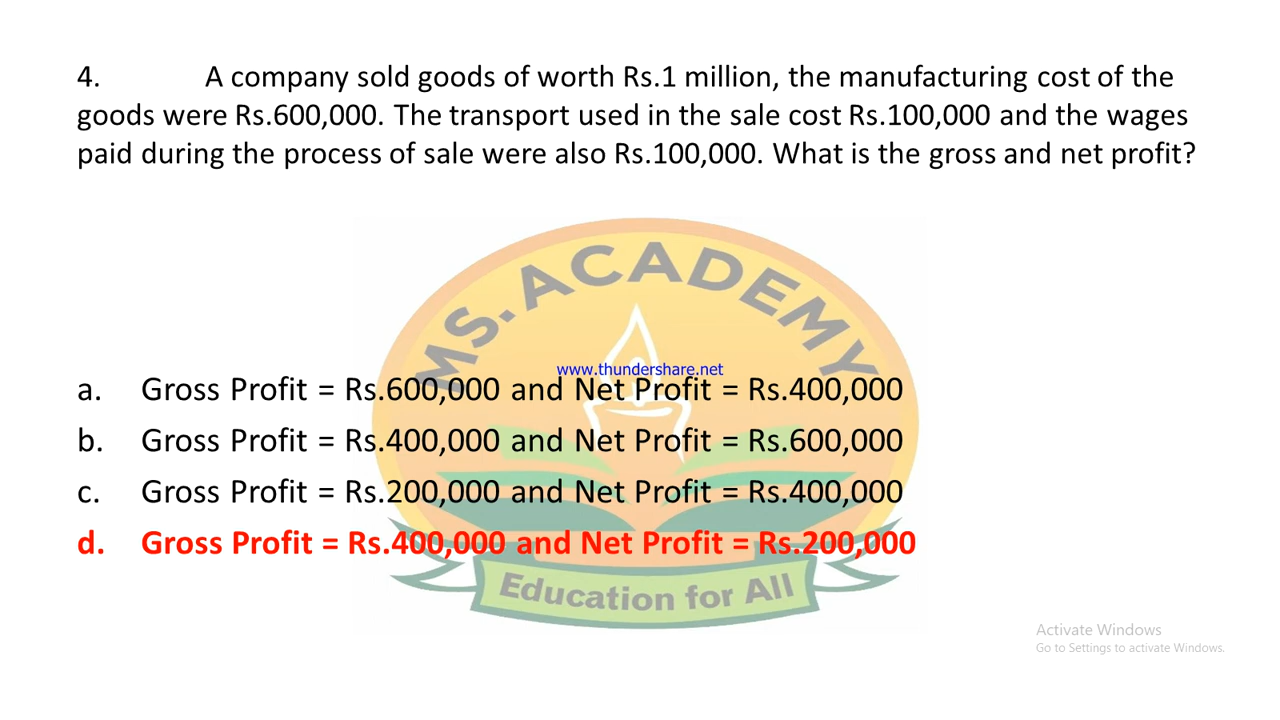 4. A company sold goods of worth Rs.1 million, the manufacturing cost of the
goods were Rs.600,000. The transport used in the sale cost Rs.100,000 and the wages
paid during the process of sale were also Rs.100,000. What is the gross and net profit?
MS. ACADEMY
www.thundershare.net
a. Gross Profit = Rs.600,000 and Net Profit = Rs.400,000
b. Gross Profit = Rs.400,000 and Net Profit = Rs.600,000
c. Gross Profit = Rs.200,000 and Net Profit = Rs.400,000
d. Gross Profit = Rs.400,000 and Net Profit = Rs.200,000
Education for All
Activate Windows
Go to Settings to activate Windows.